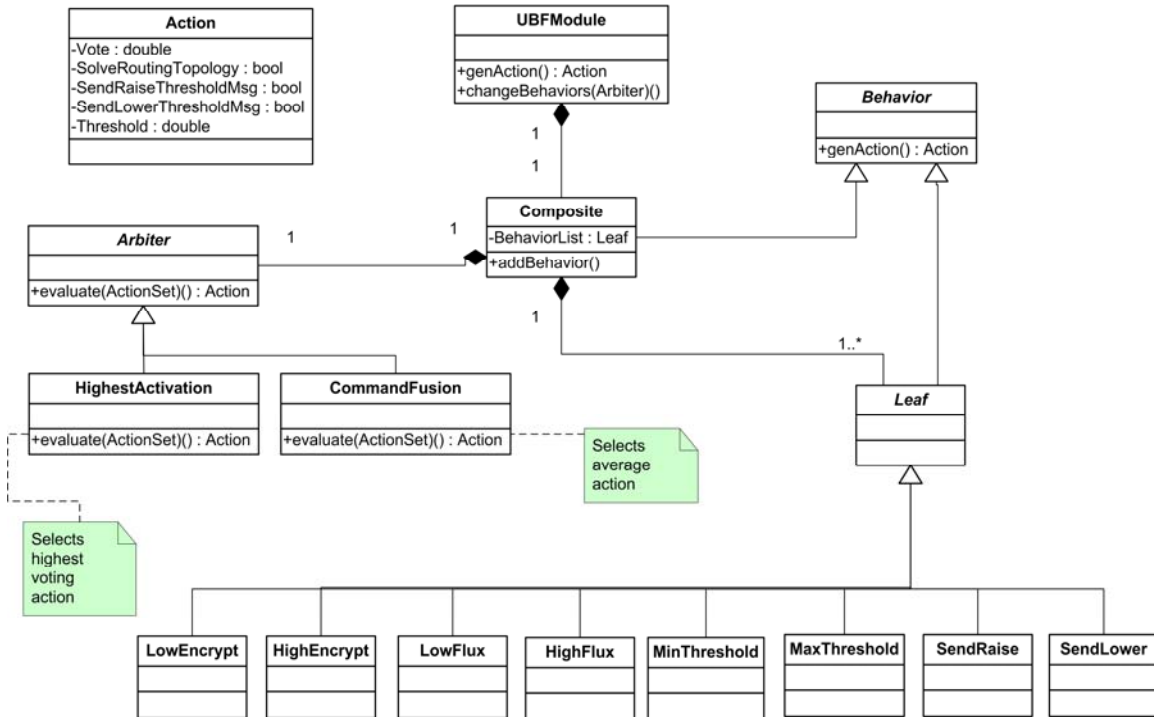 Action
-Vote : double
-SolveRoutingTopology : bool
-SendRaiseThresholdMsg : bool
-SendLowerThresholdMsg : bool
-Threshold : double
UBFModule
+genAction() : Action
+changeBehaviors(Arbiter)()
Behavior
+genAction() : Action
1
1
Composite
-BehaviorList : Leaf
+addBehavior()
1
1
Arbiter
+evaluate(ActionSet)() : Action
1
1..*
HighestActivation
+evaluate(ActionSet)() : Action
CommandFusion
+evaluate(ActionSet)() : Action
Leaf
Selects
average
action
Selects
highest
voting
action
LowEncrypt
HighEncrypt
LowFlux
HighFlux
MinThreshold
MaxThreshold
SendRaise
SendLower